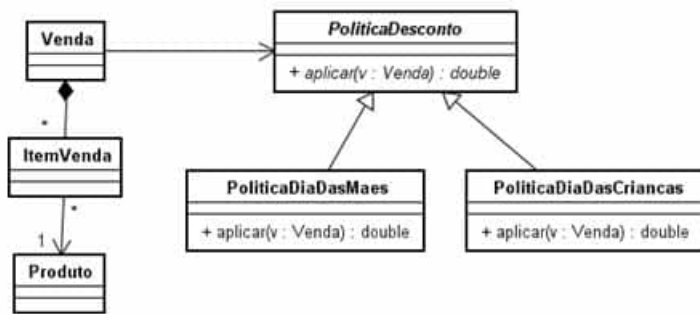 Venda
PoliticaDesconto
+ aplicar(v : Venda) : double
*
ItemVenda
*
1
Produto
PoliticaDiaDasMaes
+ aplicar(v : Venda) : double
PoliticaDiaDasCriancas
+ aplicar(v : Venda) : double